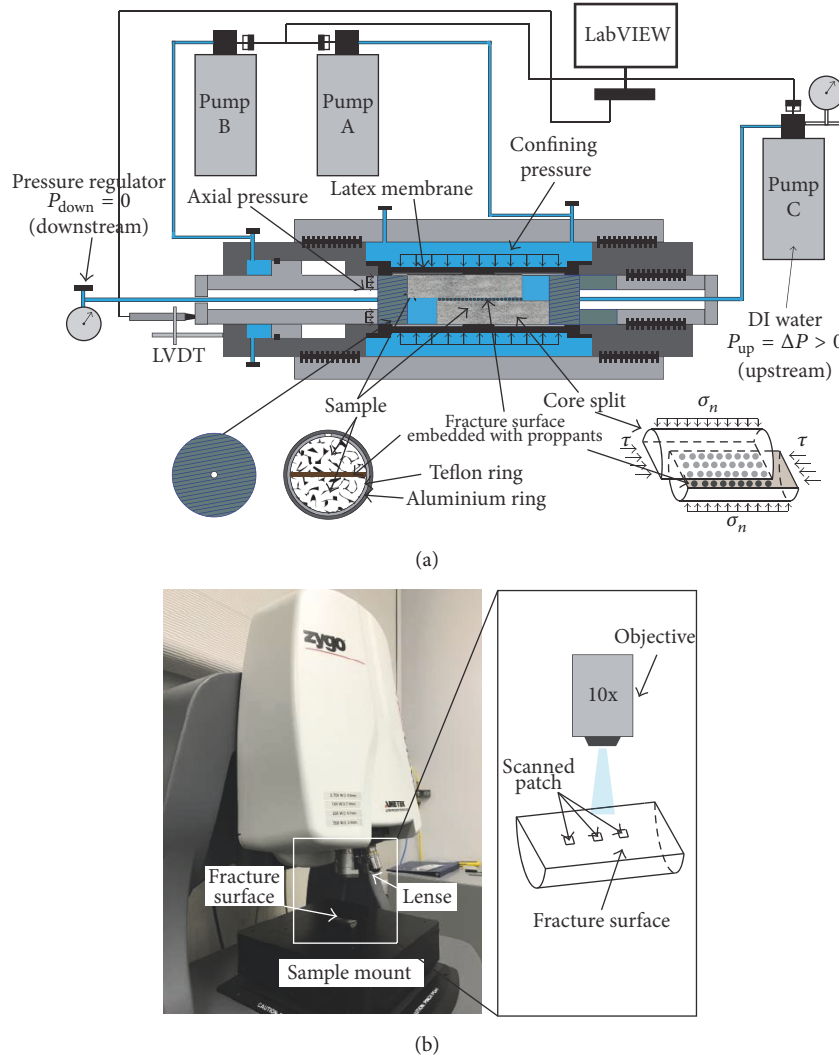 LabVIEW
Pump
B
Pump
A
Confining
pressure
Pressure regulator
P_down = 0
(downstream)
Axial pressure
Latex membrane
Pump
C
LVDT
DI water
P_up = ΔP > 0
(upstream)
Sample
Fracture surface
embedded with proppants
Core split
σ_n
τ
τ
Teflon ring
Aluminium ring
σ_n
(a)
zygo
Objective
10x
AMETEK
Scanned
patch
Fracture
surface
Lense
Fracture surface
Sample mount
(b)